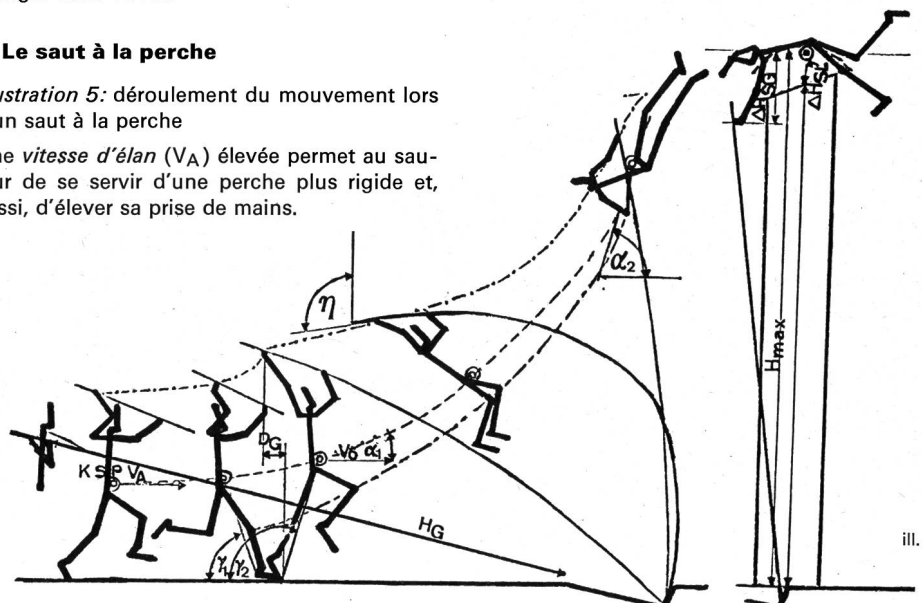 Le saut à la perche
ustration 5: déroulement du mouvement lors
un saut à la perche
ne vitesse d'élan (VA) élevée permet au sau-
ur de se servir d'une perche plus rigide et,
ssi, d'élever sa prise de mains.
η
α2
DG
V0 α1
KSP VA
HG
γ1 γ2
ΔHSG
ΔHSL
Hmax
ill.